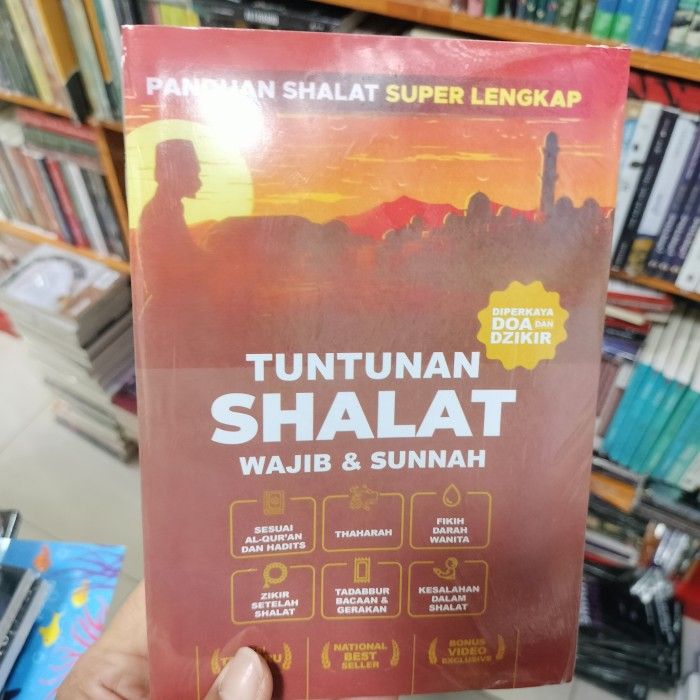 PANDUAN SHALAT SUPER LENGKAP
DIPERKAYA
DOA DAN
DZIKIR
TUNTUNAN
SHALAT
WAJIB & SUNNAH
SESUAI
AL-QUR'AN
DAN HADITS
THAHARAH
FIKIH
DARAH
WANITA
ZIKIR
SETELAH
SHALAT
TADABBUR
BACAAN &
GERAKAN
KESALAHAN
DALAM
SHALAT
NATIONAL
BEST
SELLER
BONUS
VIDEO
EXCLUSIVE